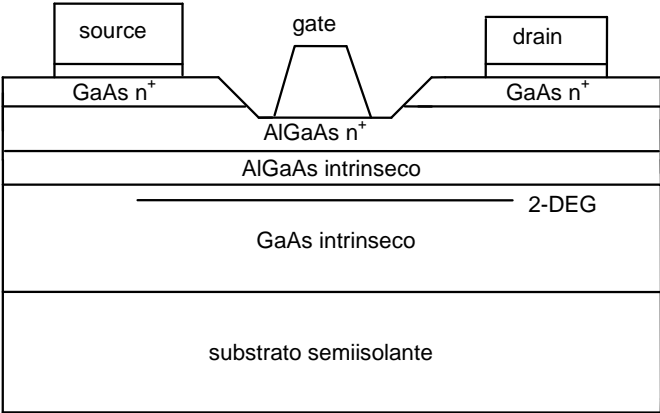 source
gate
drain
GaAs n+
GaAs n+
AlGaAs n+
AlGaAs intrinseco
2-DEG
GaAs intrinseco
substrato semiisolante